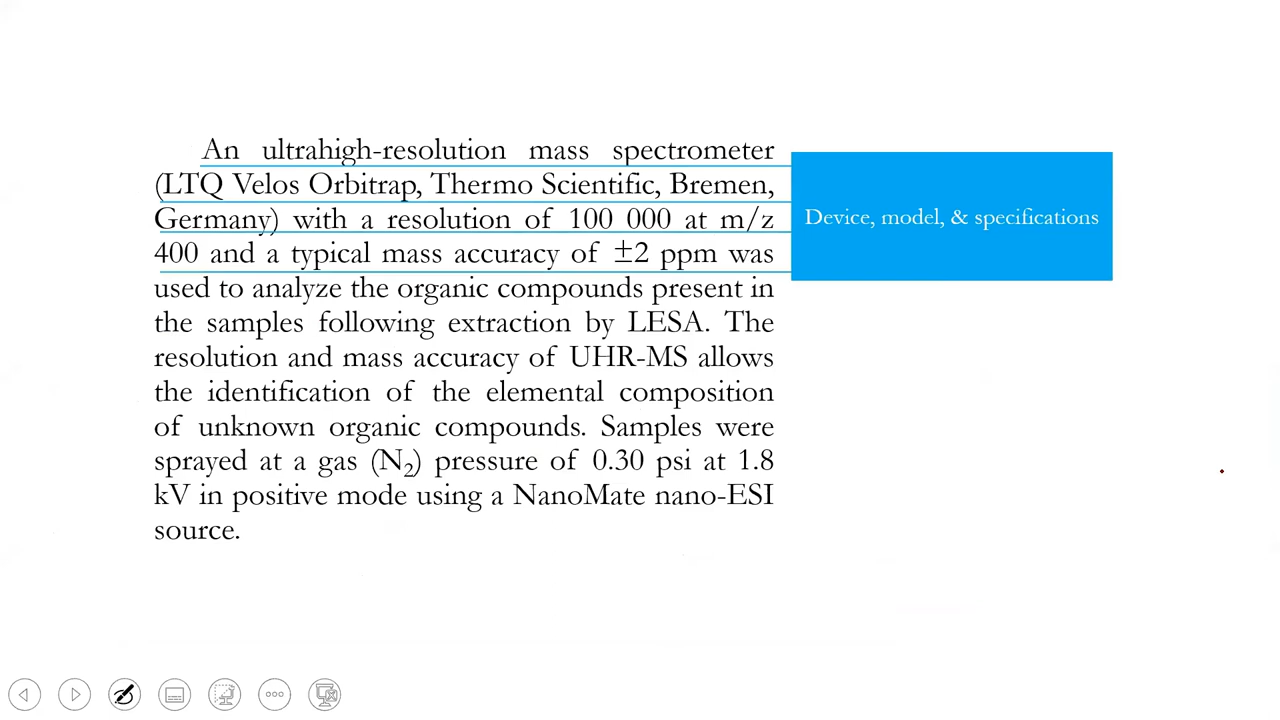 An ultrahigh-resolution mass spectrometer
(LTQ Velos Orbitrap, Thermo Scientific, Bremen,
Germany) with a resolution of 100 000 at m/z
400 and a typical mass accuracy of ±2 ppm was
used to analyze the organic compounds present in
the samples following extraction by LESA. The
resolution and mass accuracy of UHR-MS allows
the identification of the elemental composition
of unknown organic compounds. Samples were
sprayed at a gas (N₂) pressure of 0.30 psi at 1.8
kV in positive mode using a NanoMate nano-ESI
source.
Device, model, & specifications